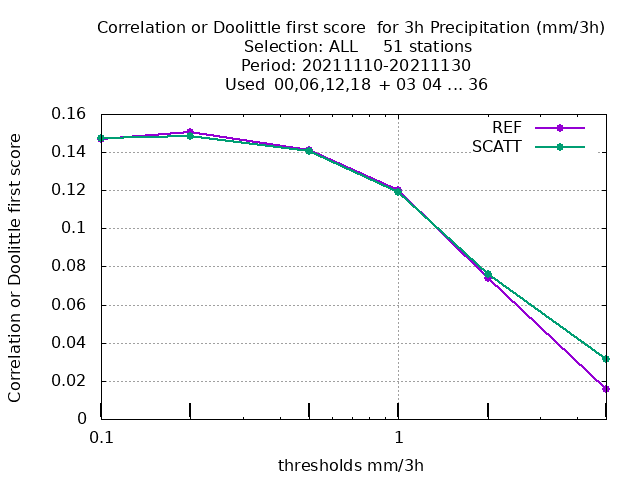 Correlation or Doolittle first score  for 3h Precipitation (mm/3h)
Selection: ALL     51 stations
Period: 20211110-20211130
Used  00,06,12,18  + 03 04 ... 36
REF
SCATT
Correlation or Doolittle first score
0.16
0.14
0.12
0.1
0.08
0.06
0.04
0.02
0
0.1
1
thresholds mm/3h